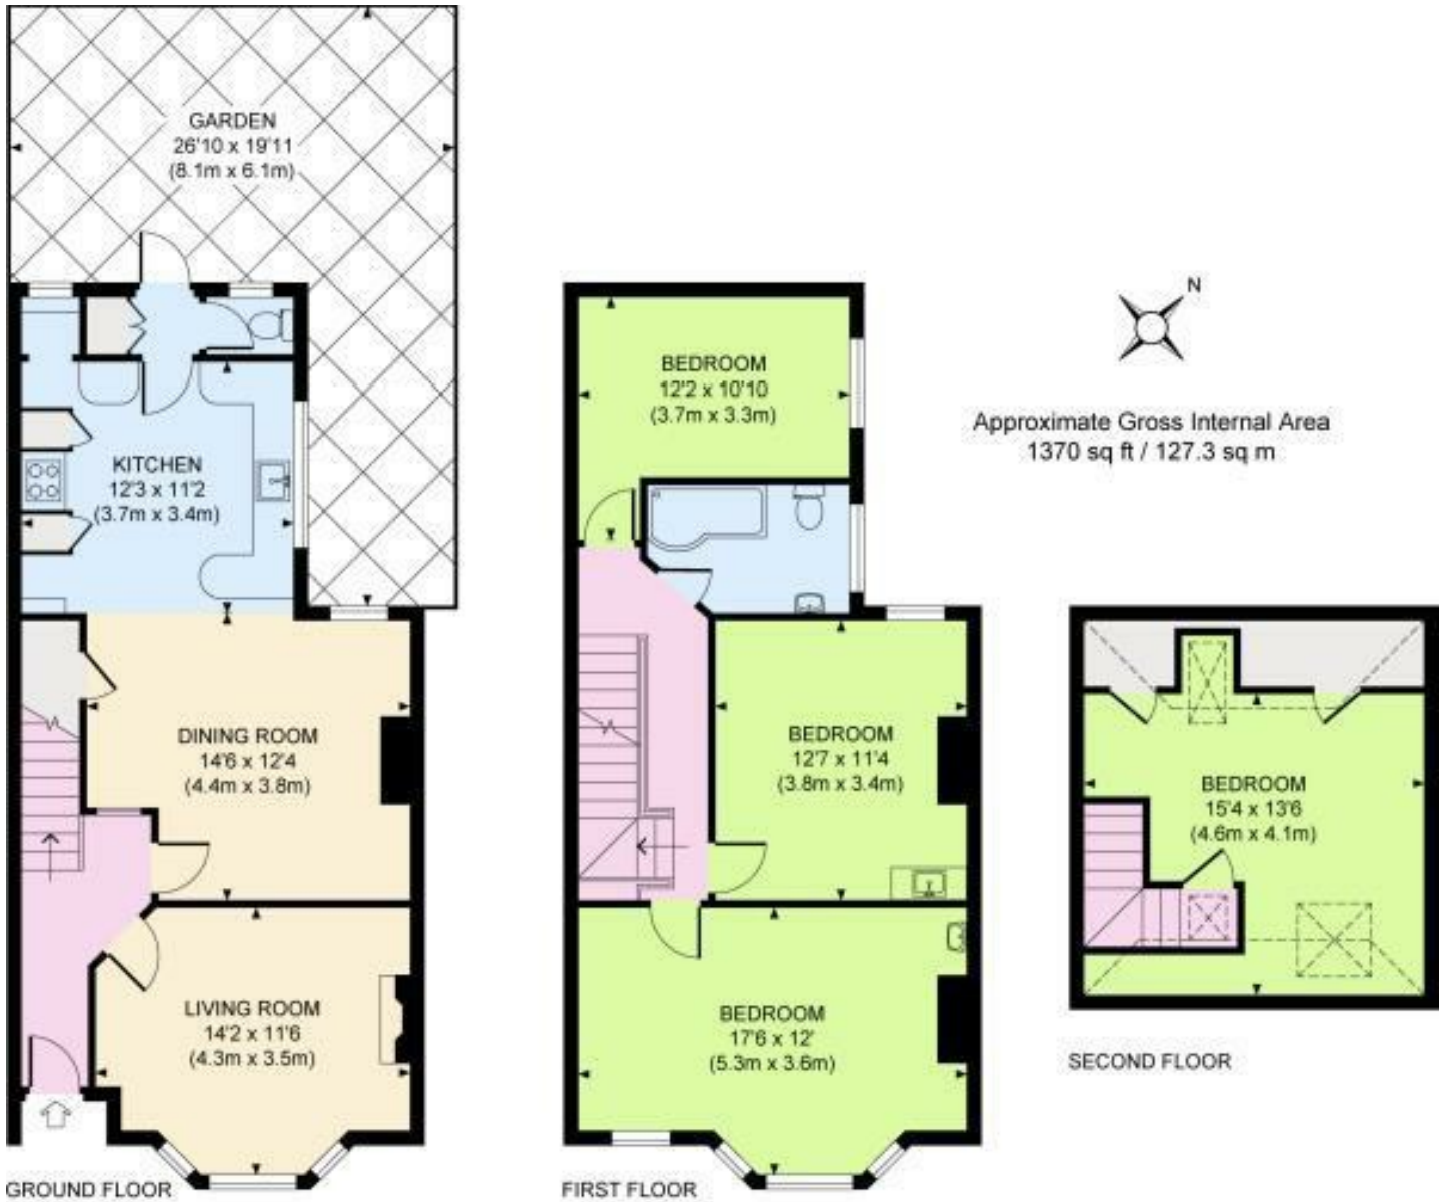 GARDEN
26'10 x 19'11
(8.1m x 6.1m)
KITCHEN
12'3 x 11'2
(3.7m x 3.4m)
DINING ROOM
14'6 x 12'4
(4.4m x 3.8m)
LIVING ROOM
14'2 x 11'6
(4.3m x 3.5m)
GROUND FLOOR
BEDROOM
12'2 x 10'10
(3.7m x 3.3m)
BEDROOM
12'7 x 11'4
(3.8m x 3.4m)
BEDROOM
17'6 x 12'
(5.3m x 3.6m)
FIRST FLOOR
N
Approximate Gross Internal Area
1370 sq ft / 127.3 sq m
BEDROOM
15'4 x 13'6
(4.6m x 4.1m)
SECOND FLOOR